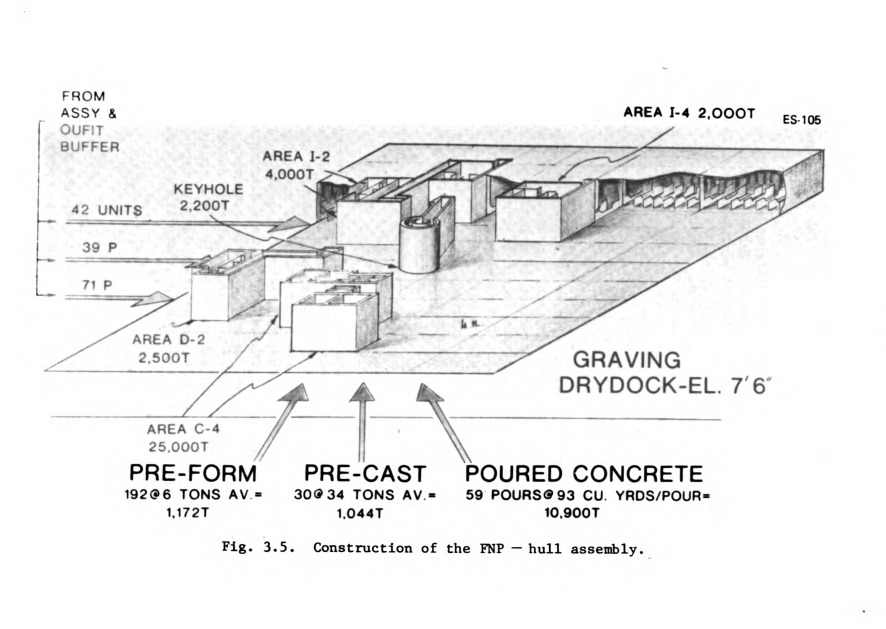 FROM
ASSY &
OUFIT
BUFFER
AREA I-4 2,000T
ES-105
AREA I-2
4,000T
KEYHOLE
2,200T
42 UNITS
39 P
71 P
AREA D-2
2,500T
GRAVING
DRYDOCK-EL. 7'6"
AREA C-4
25,000T
PRE-FORM
192@6 TONS AV.=
1,172T
PRE-CAST
30@34 TONS AV.=
1,044T
POURED CONCRETE
59 POURS@93 CU. YRDS/POUR=
10,900T
Fig. 3.5. Construction of the FNP — hull assembly.